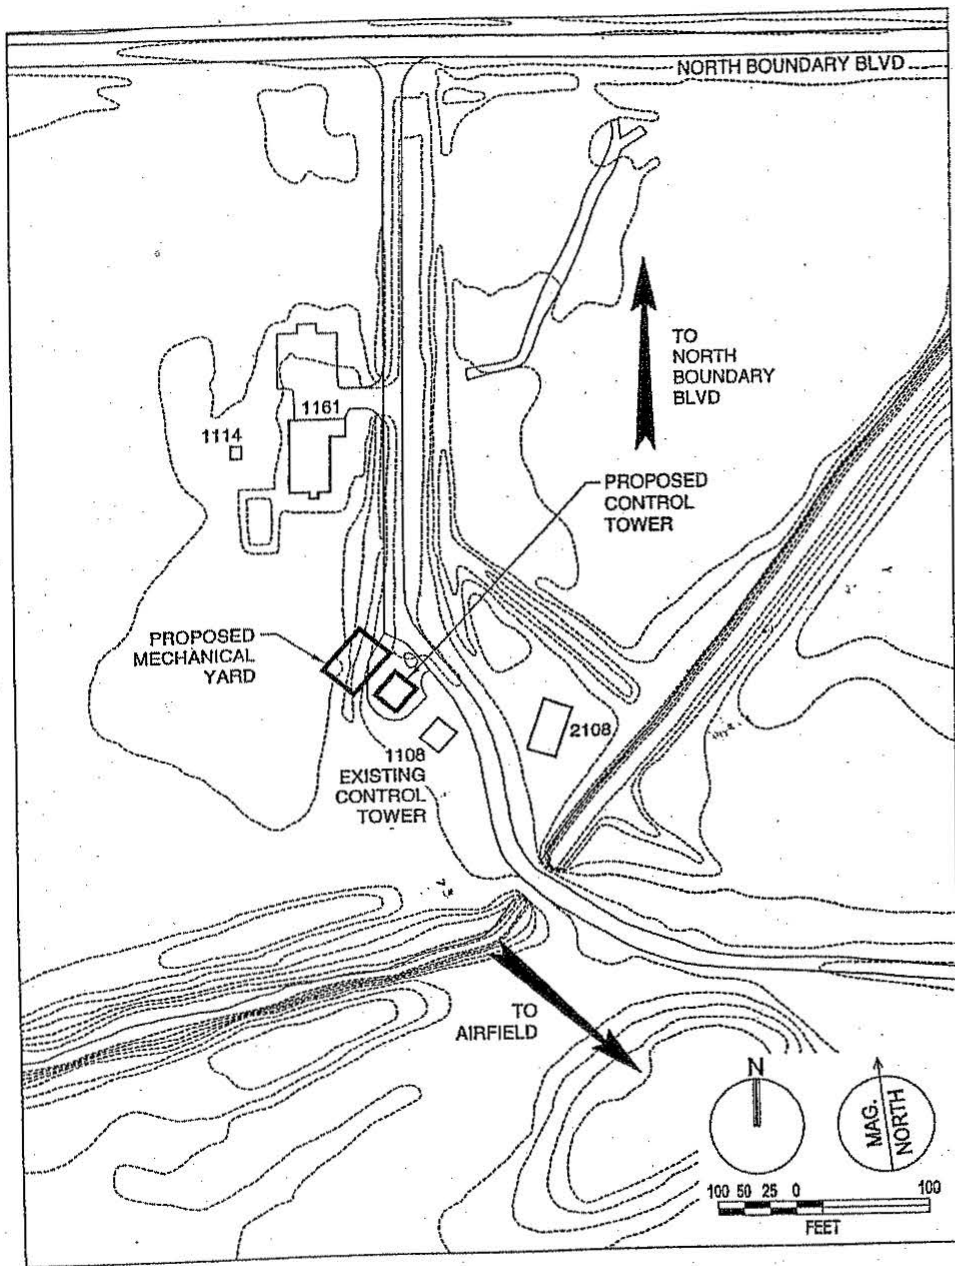 NORTH BOUNDARY BLVD
TO
NORTH
BOUNDARY
BLVD
1161
1114
PROPOSED
CONTROL
TOWER
PROPOSED
MECHANICAL
YARD
2108
1108
EXISTING
CONTROL
TOWER
TO
AIRFIELD
N
MAG.
NORTH
100 50 25 0 100
FEET